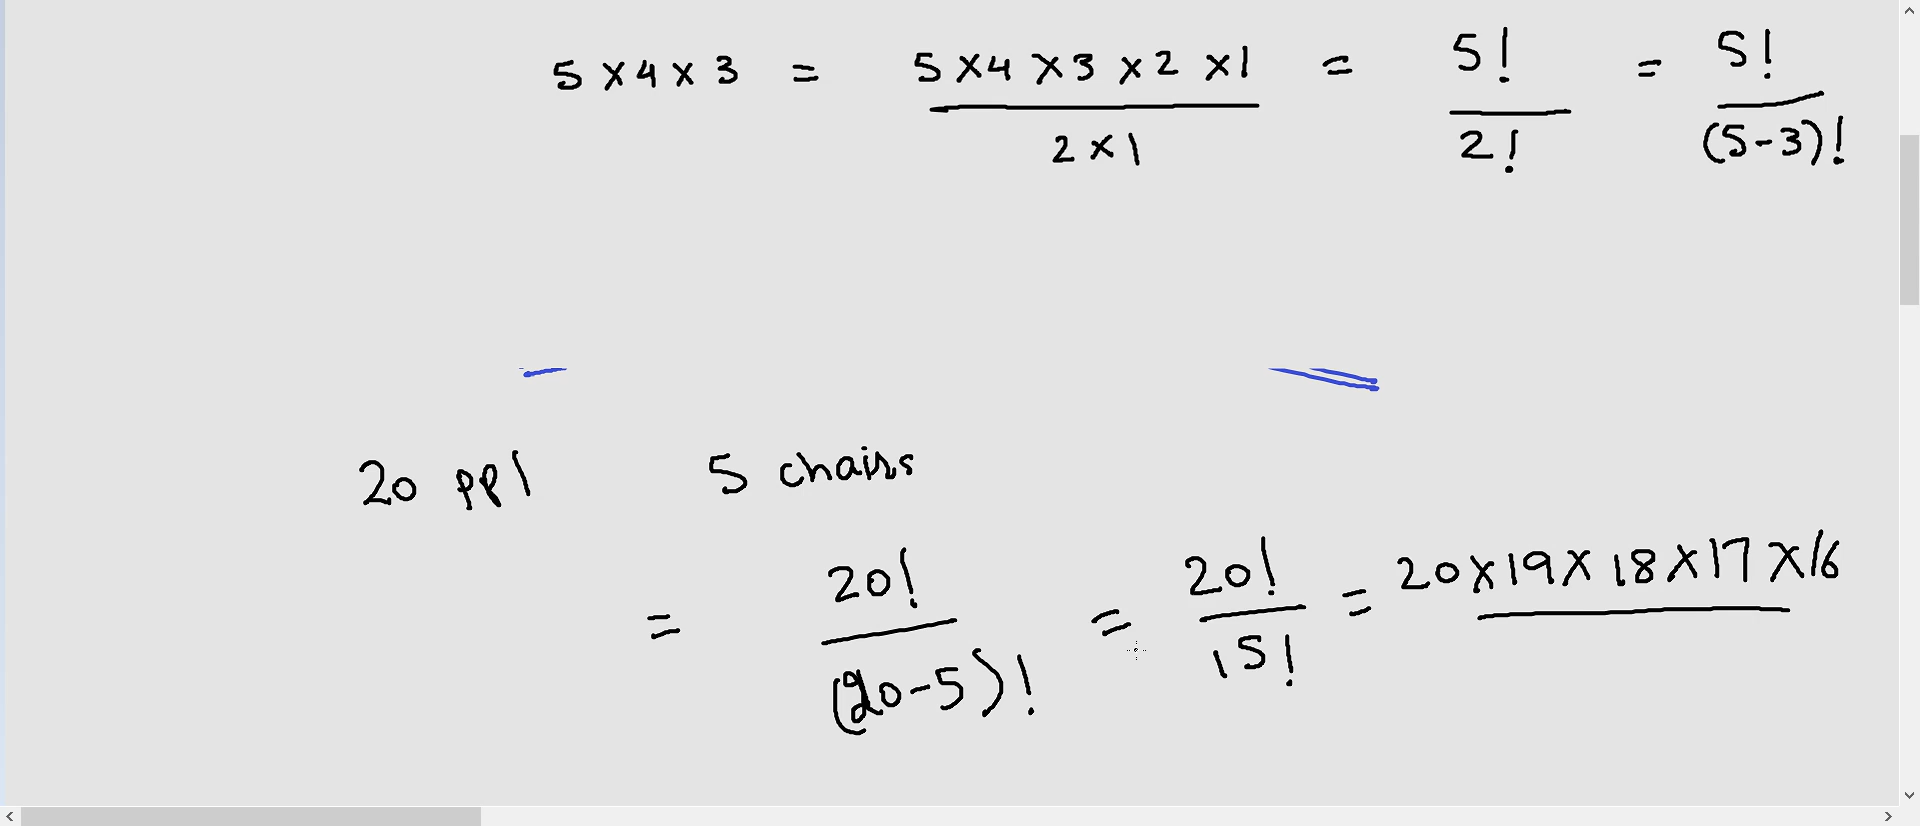 5 x 4 x 3 = 5 x 4 x 3 x 2 x 1 / 2 x 1 = 5! / 2! = 5! / (5-3)!
20 ppl 5 chairs
= 20! / (20-5)! = 20! / 15! = 20 x 19 x 18 x 17 x 16